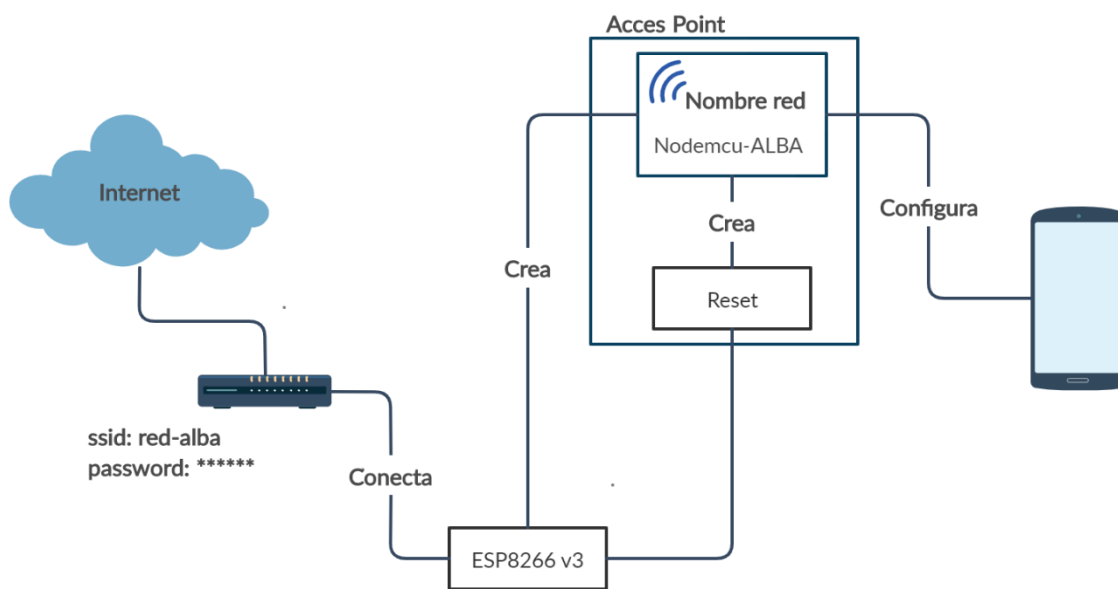 Acces Point
Nombre red
Nodemcu-ALBA
Internet
Configura
Crea
Crea
Reset
ssid: red-alba
password: ******
Conecta
ESP8266 v3